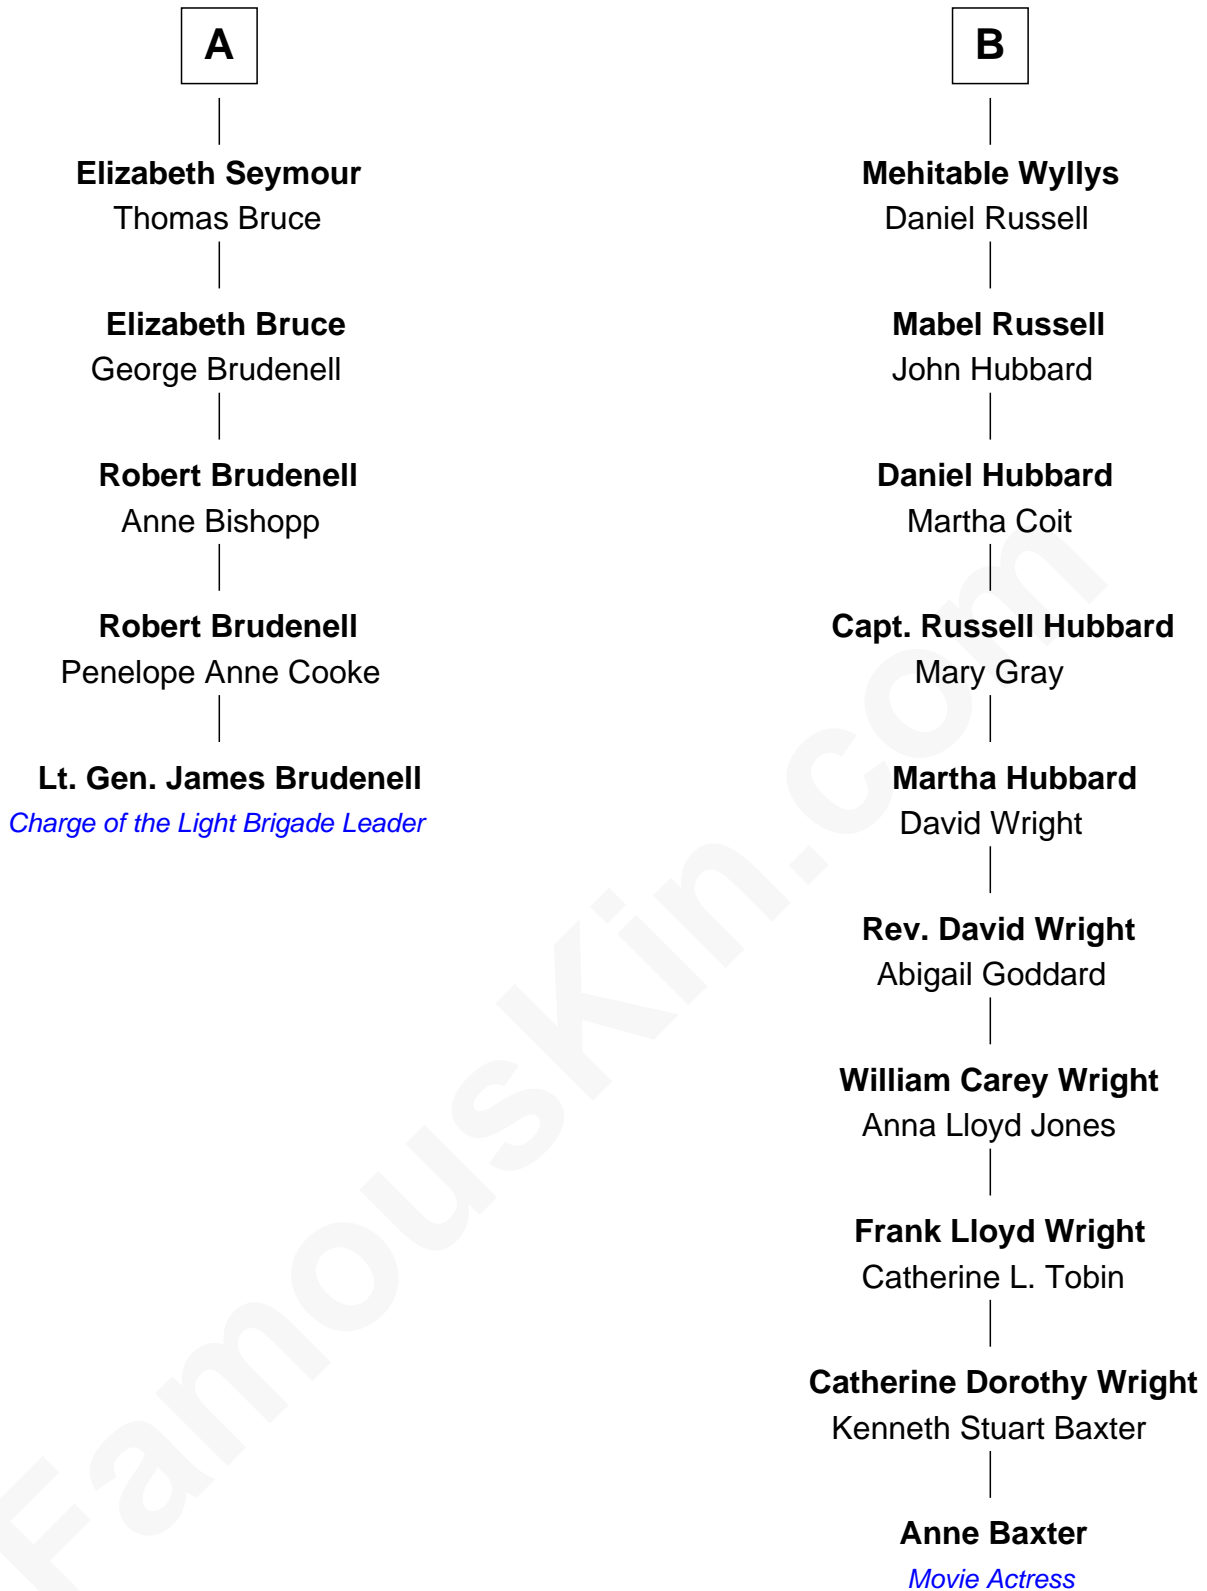 A
Elizabeth Seymour
Thomas Bruce
Elizabeth Bruce
George Brudenell
Robert Brudenell
Anne Bishopp
Robert Brudenell
Penelope Anne Cooke
Lt. Gen. James Brudenell
Charge of the Light Brigade Leader
B
Mehitable Wyllys
Daniel Russell
Mabel Russell
John Hubbard
Daniel Hubbard
Martha Coit
Capt. Russell Hubbard
Mary Gray
Martha Hubbard
David Wright
Rev. David Wright
Abigail Goddard
William Carey Wright
Anna Lloyd Jones
Frank Lloyd Wright
Catherine L. Tobin
Catherine Dorothy Wright
Kenneth Stuart Baxter
Anne Baxter
Movie Actress
FamousKin.com